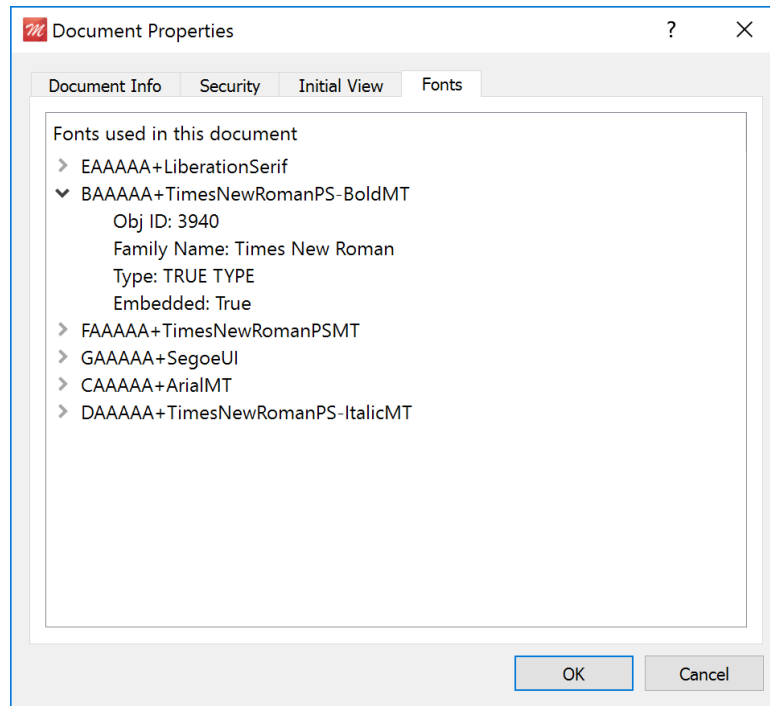 Document Properties
?
Document Info Security Initial View Fonts
Fonts used in this document
EAAAAA+LiberationSerif
BAAAAA+TimesNewRomanPS-BoldMT
Obj ID: 3940
Family Name: Times New Roman
Type: TRUE TYPE
Embedded: True
FAAAAA+TimesNewRomanPSMT
GAAAAA+SegoeUI
CAAAAA+ArialMT
DAAAAA+TimesNewRomanPS-ItalicMT
OK Cancel